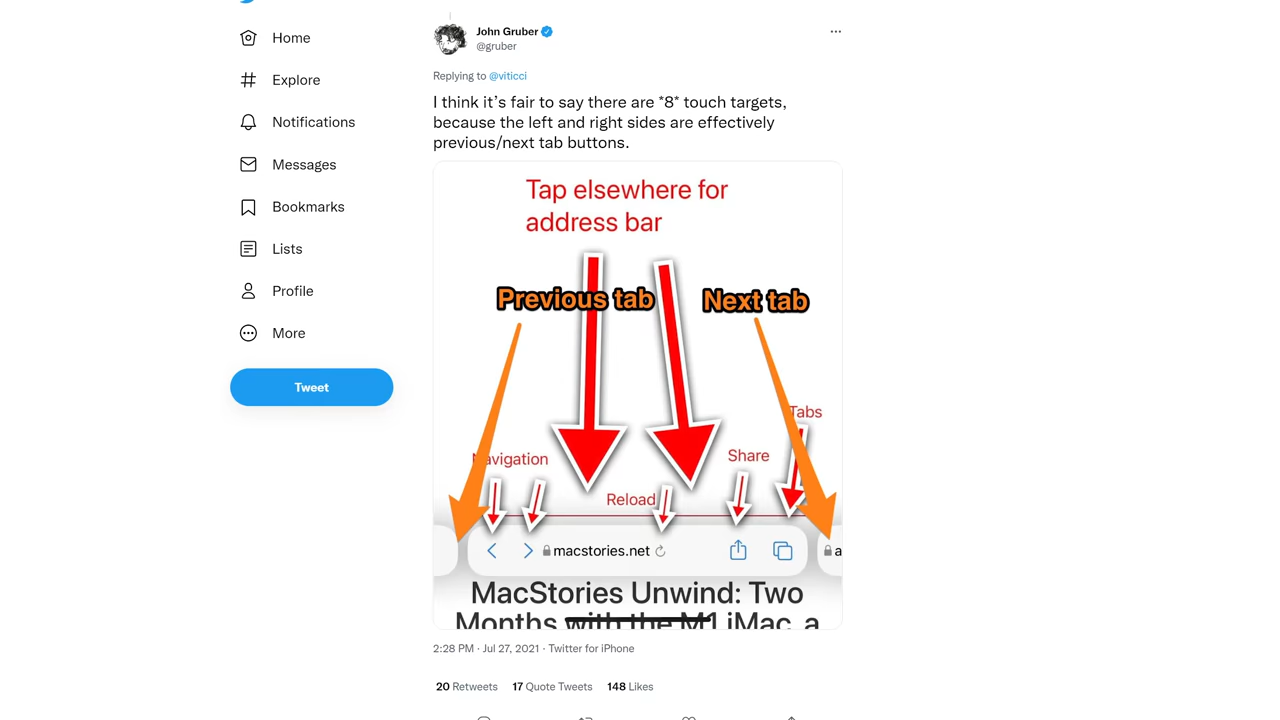 Home
Explore
Notifications
Messages
Bookmarks
Lists
Profile
More
Tweet
John Gruber
@gruber
Replying to @viticci
I think it’s fair to say there are *8* touch targets,
because the left and right sides are effectively
previous/next tab buttons.
Tap elsewhere for
address bar
Previous tab
Next tab
Tabs
Navigation
Share
Reload
macstories.net
a
MacStories Unwind: Two
Months with the M1 iMac, a
2:28 PM · Jul 27, 2021 · Twitter for iPhone
20 Retweets 17 Quote Tweets 148 Likes